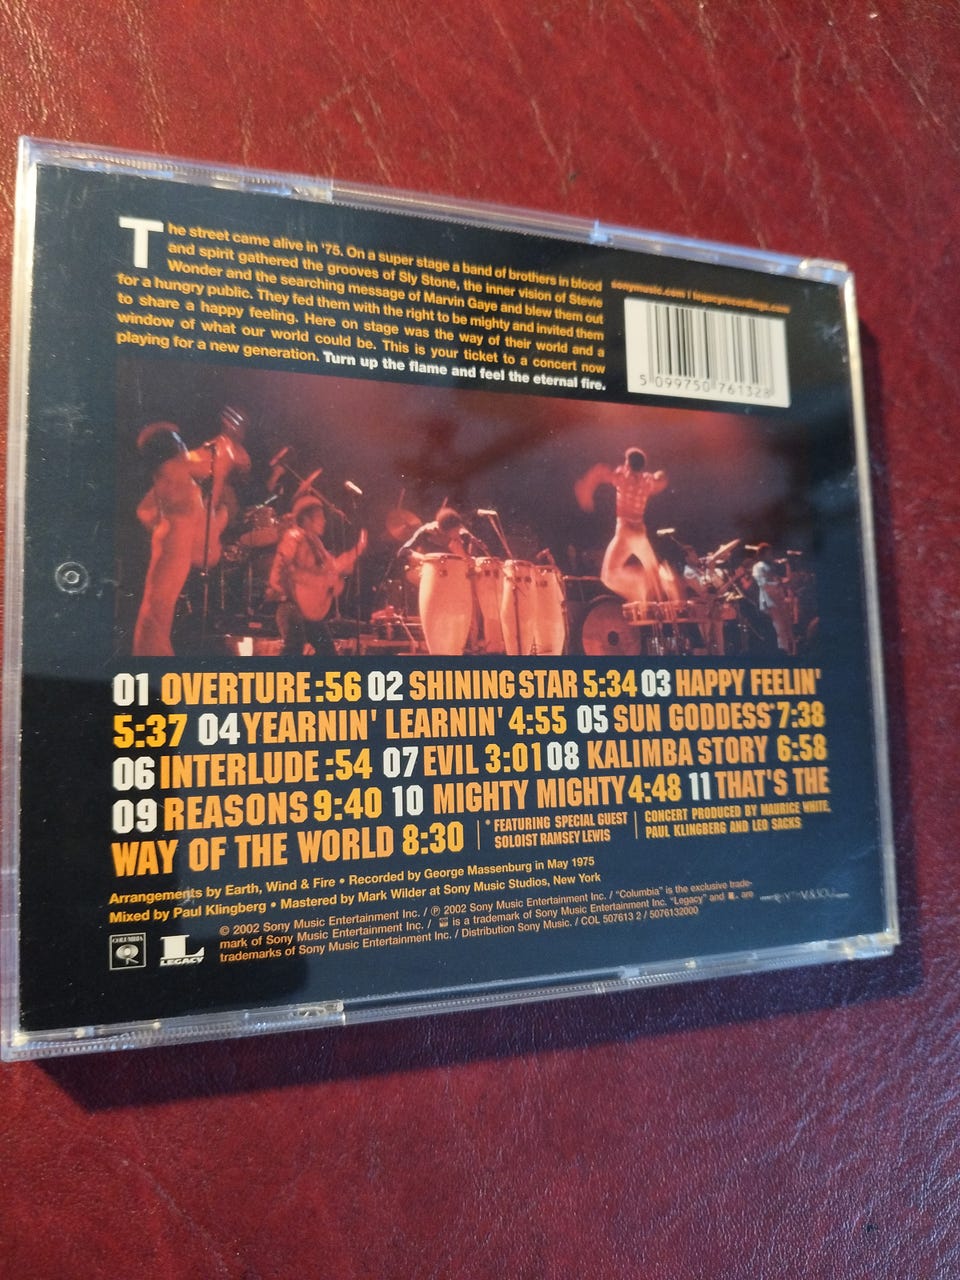 The street came alive in '75. On a super stage a band of brothers in blood
and spirit gathered the grooves of Sly Stone, the inner vision of Stevie
Wonder and the searching message of Marvin Gaye and blew them out
for a hungry public. They fed them with the right to be mighty and invited them
to share a happy feeling. Here on stage was the way of their world and a
window of what our world could be. This is your ticket to a concert now
playing for a new generation. Turn up the flame and feel the eternal fire.
sonymusic.com | legacyrecordings.com
5 099750 761328
01 OVERTURE :56 02 SHINING STAR 5:34 03 HAPPY FEELIN'
5:37 04 YEARNIN' LEARNIN' 4:55 05 SUN GODDESS* 7:38
06 INTERLUDE :54 07 EVIL 3:01 08 KALIMBA STORY 6:58
09 REASONS 9:40 10 MIGHTY MIGHTY 4:48 11 THAT'S THE
WAY OF THE WORLD 8:30
* FEATURING SPECIAL GUEST
SOLOIST RAMSEY LEWIS
CONCERT PRODUCED BY MAURICE WHITE,
PAUL KLINGBERG AND LEO SACKS
Arrangements by Earth, Wind & Fire • Recorded by George Massenburg in May 1975
Mixed by Paul Klingberg • Mastered by Mark Wilder at Sony Music Studios, New York
COLUMBIA
L
LEGACY
© 2002 Sony Music Entertainment Inc. / ℗ 2002 Sony Music Entertainment Inc. / "Columbia" is the exclusive trade-
mark of Sony Music Entertainment Inc. / is a trademark of Sony Music Entertainment Inc. "Legacy" and L are
trademarks of Sony Music Entertainment Inc. / Distribution Sony Music. / COL 507613 2 / 5076132000